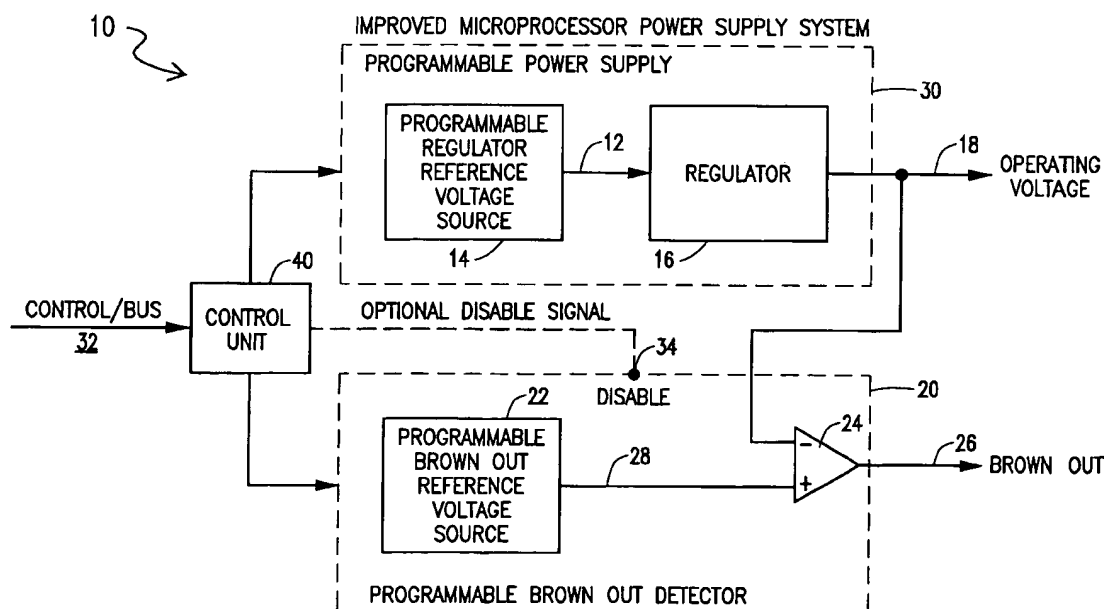 10
IMPROVED MICROPROCESSOR POWER SUPPLY SYSTEM
PROGRAMMABLE POWER SUPPLY
30
PROGRAMMABLE
REGULATOR
REFERENCE
VOLTAGE
SOURCE
12
REGULATOR
18
OPERATING
VOLTAGE
14
16
40
CONTROL/BUS
32
CONTROL
UNIT
OPTIONAL DISABLE SIGNAL
34
DISABLE
20
22
PROGRAMMABLE
BROWN OUT
REFERENCE
VOLTAGE
SOURCE
28
-
+
24
26
BROWN OUT
PROGRAMMABLE BROWN OUT DETECTOR